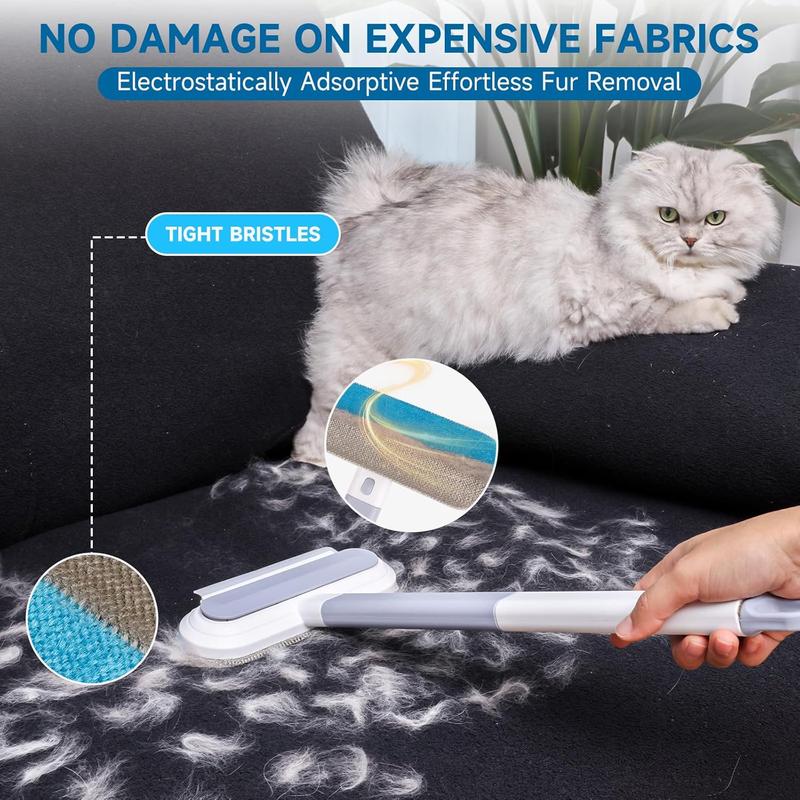 NO DAMAGE ON EXPENSIVE FABRICS
Electrostatically Adsorptive Effortless Fur Removal
TIGHT BRISTLES